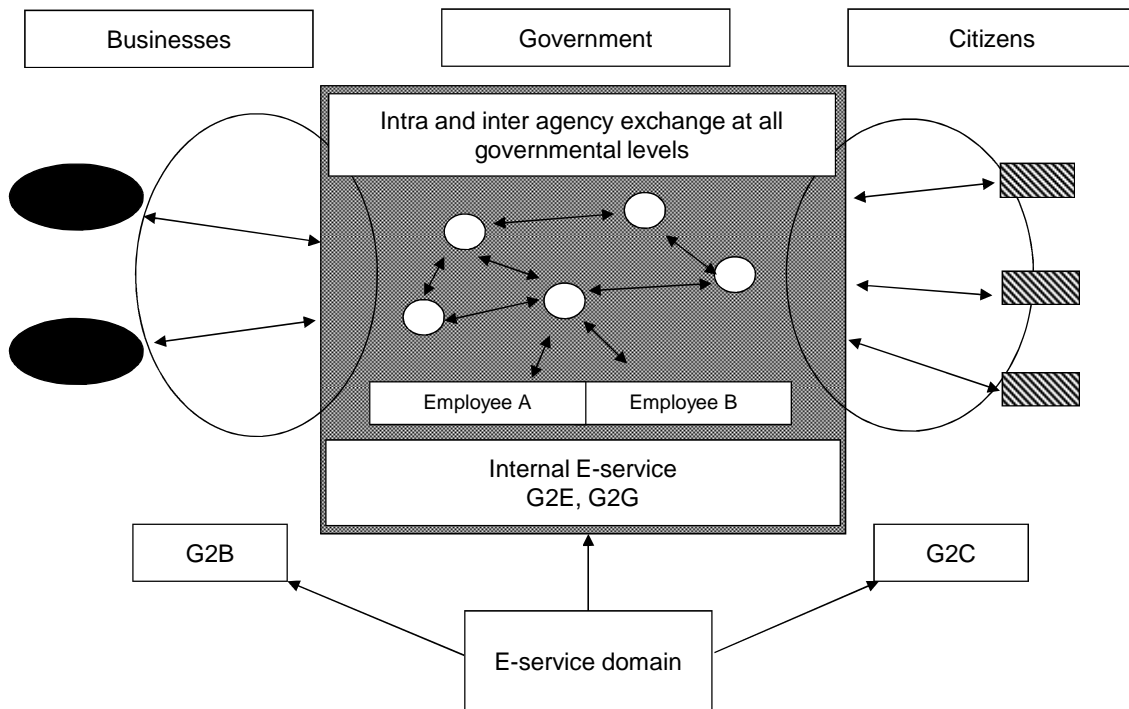 Businesses
Government
Citizens
Intra and inter agency exchange at all
governmental levels
Employee A
Employee B
Internal E-service
G2E, G2G
G2B
G2C
E-service domain